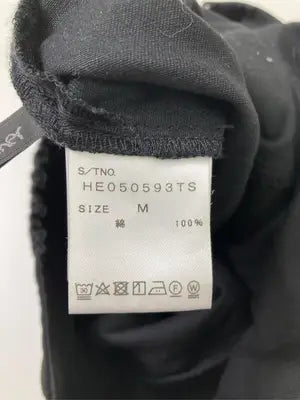 S/TNO.
HE050593TS
SIZE M
綿 100%